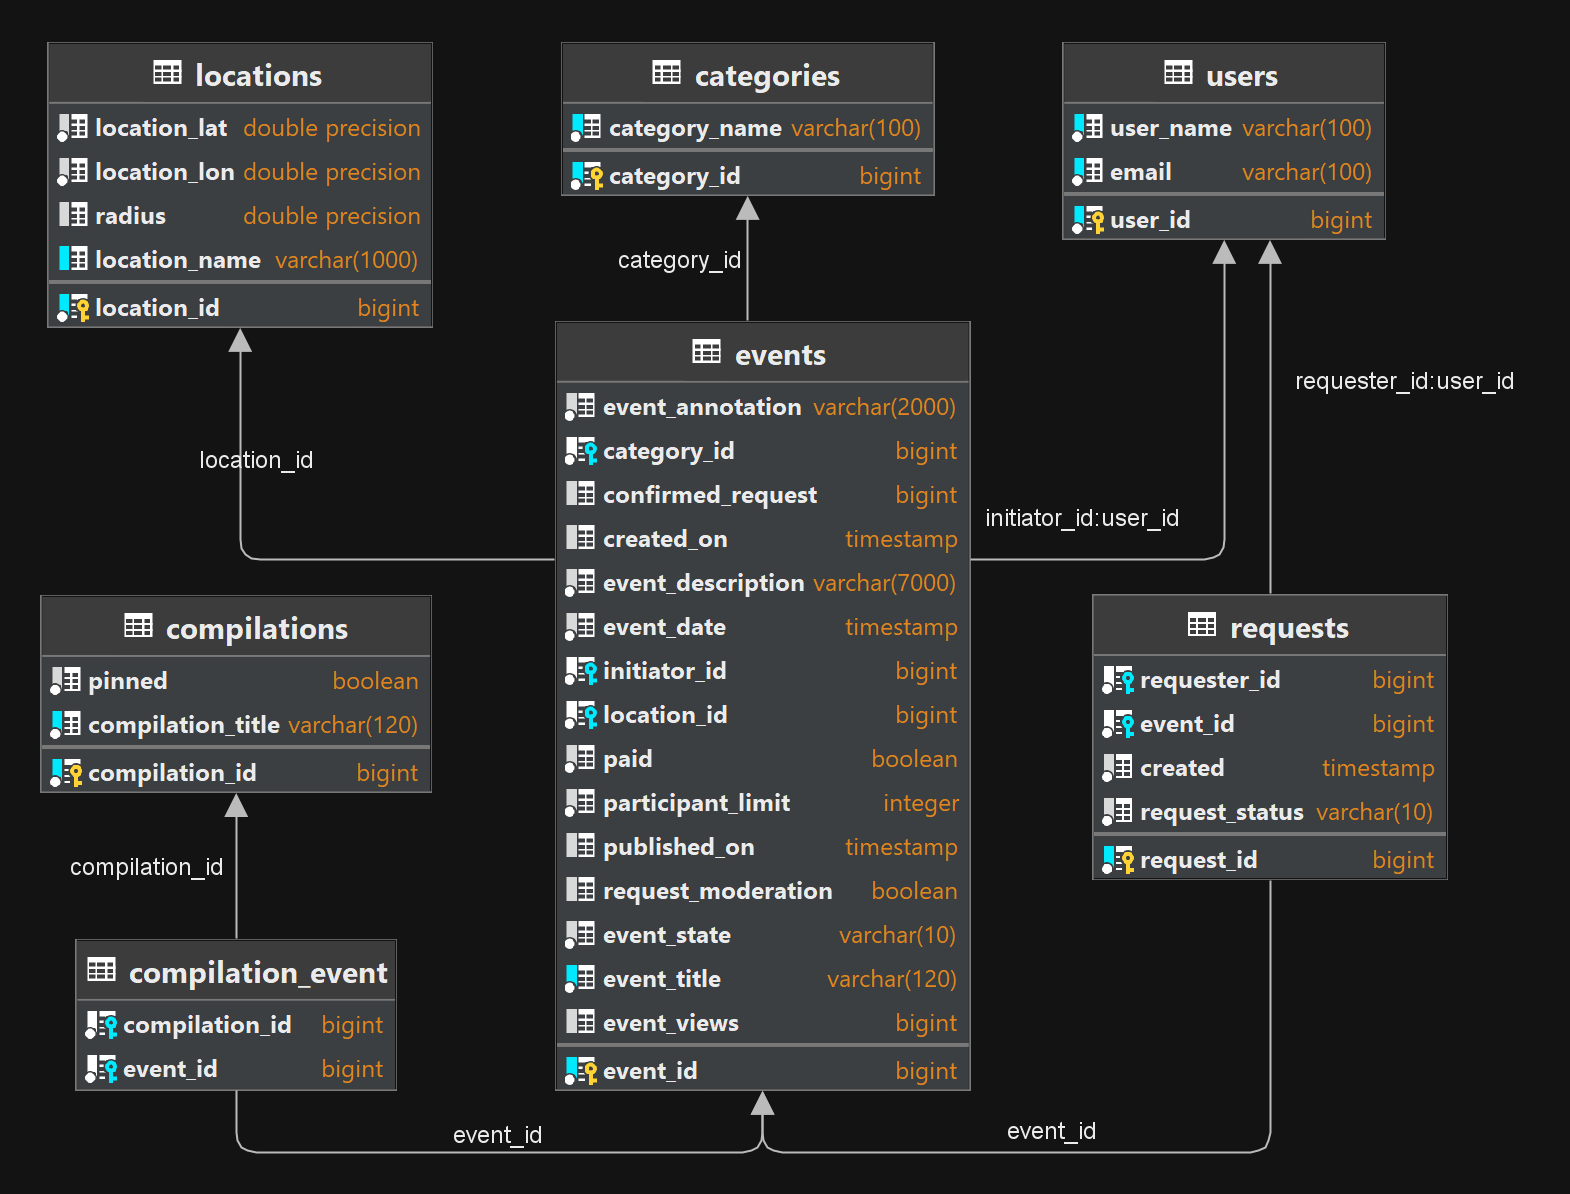 locations
location_lat double precision
location_lon double precision
radius double precision
location_name varchar(1000)
location_id bigint
categories
category_name varchar(100)
category_id bigint
users
user_name varchar(100)
email varchar(100)
user_id bigint
category_id
location_id
requester_id:user_id
initiator_id:user_id
events
event_annotation varchar(2000)
category_id bigint
confirmed_request bigint
created_on timestamp
event_description varchar(7000)
event_date timestamp
initiator_id bigint
location_id bigint
paid boolean
participant_limit integer
published_on timestamp
request_moderation boolean
event_state varchar(10)
event_title varchar(120)
event_views bigint
event_id bigint
compilations
pinned boolean
compilation_title varchar(120)
compilation_id bigint
requests
requester_id bigint
event_id bigint
created timestamp
request_status varchar(10)
request_id bigint
compilation_id
compilation_event
compilation_id bigint
event_id bigint
event_id
event_id